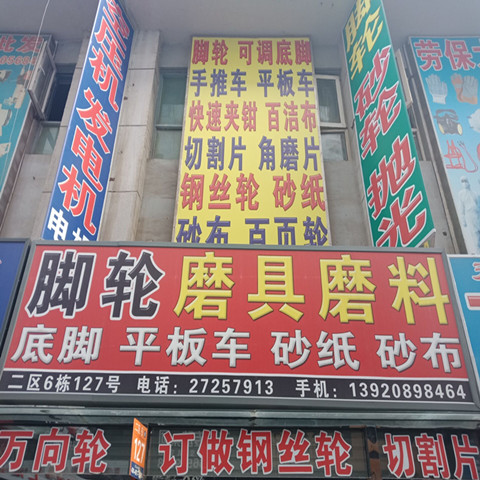 脚轮 可调底脚
手推车 平板车
快速夹钳 百洁布
切割片 角磨片
钢丝轮 砂纸
砂布 百页轮
压机 发电机
脚轮 砂轮 抛光
劳保
脚轮 磨具磨料
底脚 平板车 砂纸 砂布
二区6栋127号 电话：27257913 手机：13920898464
万向轮
127
订做钢丝轮
切割片